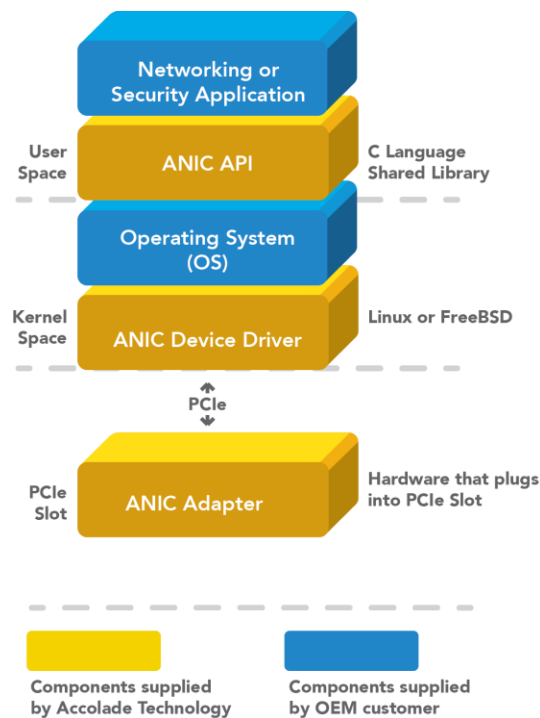 Networking or
Security Application
User
Space
ANIC API
C Language
Shared Library
Operating System
(OS)
Kernel
Space
ANIC Device Driver
Linux or FreeBSD
PCIe
PCIe
Slot
ANIC Adapter
Hardware that plugs
into PCIe Slot
Components supplied
by Accolade Technology
Components supplied
by OEM customer